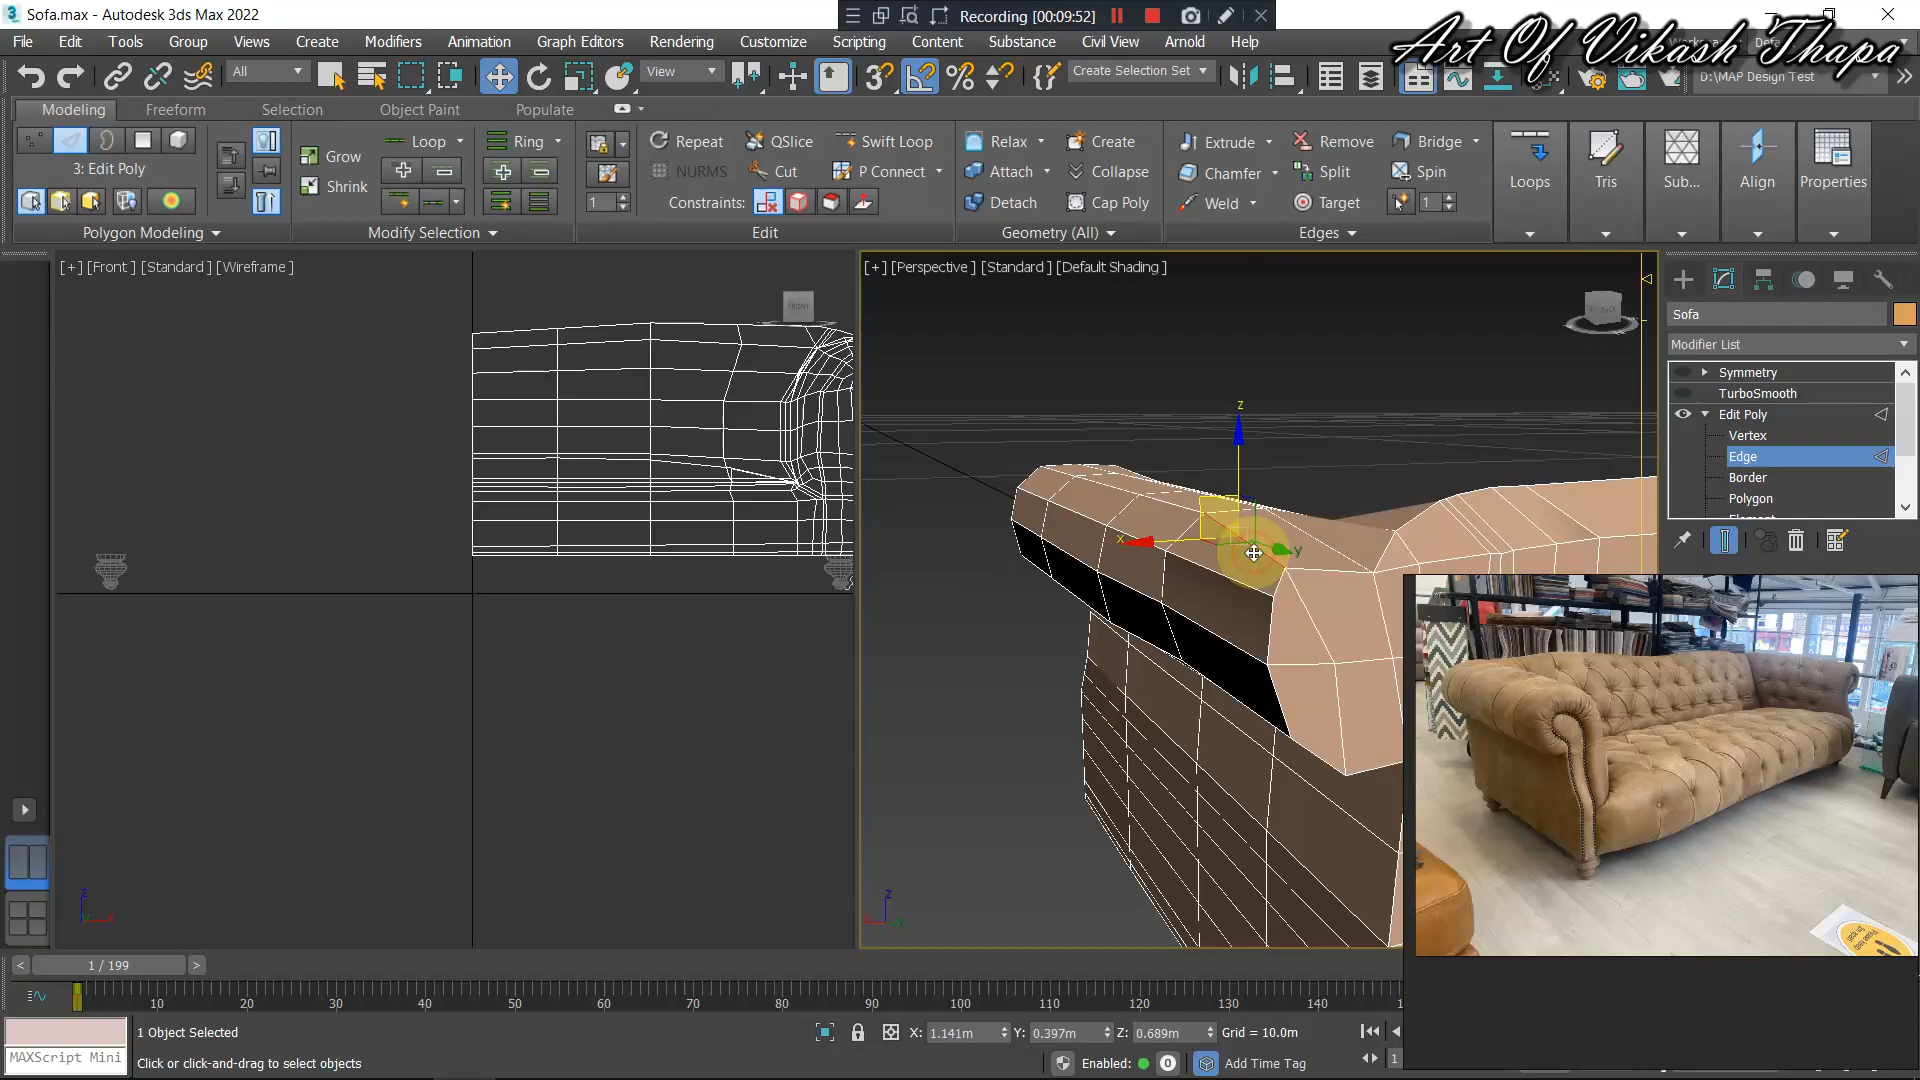 Sofa.max - Autodesk 3ds Max 2022
Recording [00:09:52]
Art Of Vikash Thapa
File Edit Tools Group Views Create Modifiers Animation Graph Editors Rendering Customize Scripting Content Substance Civil View Arnold Help
All View Create Selection Set D:\MAP Design Test
Modeling Freeform Selection Object Paint Populate
Loop Ring Repeat QSlice Swift Loop Relax Create Extrude Remove Bridge
3: Edit Poly Grow NURMS Cut P Connect Attach Collapse Chamfer Split Spin
Shrink 1 Constraints: Detach Cap Poly Weld Target 1
Loops Tris Sub... Align Properties
Polygon Modeling Modify Selection Edit Geometry (All) Edges
[+] [Front ] [Standard ] [Wireframe ]
[+] [Perspective ] [Standard ] [Default Shading ]
FRONT
Sofa
Modifier List
Symmetry
TurboSmooth
Edit Poly
Vertex
Edge
Border
Polygon
z
x
y
z
x
z
x
y
< 1 / 199 >
10 20 30 40 50 60 70 80 90 100 110 120 130 140
1 Object Selected X: 1.141m Y: 0.397m Z: 0.689m Grid = 10.0m
MAXScript Mini Click or click-and-drag to select objects Enabled: 0 Add Time Tag 1